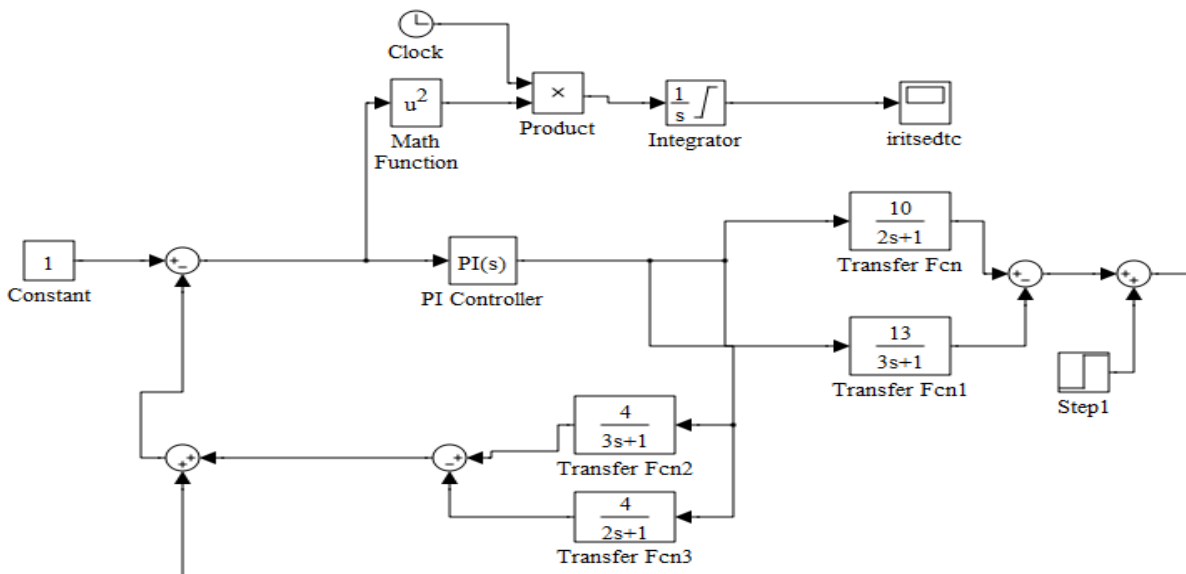 Clock
u2
Math
Function
×
Product
1
s
Integrator
iritsedtc
1
Constant
+
-
PI(s)
PI Controller
10
2s+1
Transfer Fcn
13
3s+1
Transfer Fcn1
+
-
+
+
Step1
4
3s+1
Transfer Fcn2
4
2s+1
Transfer Fcn3
- +
+
+